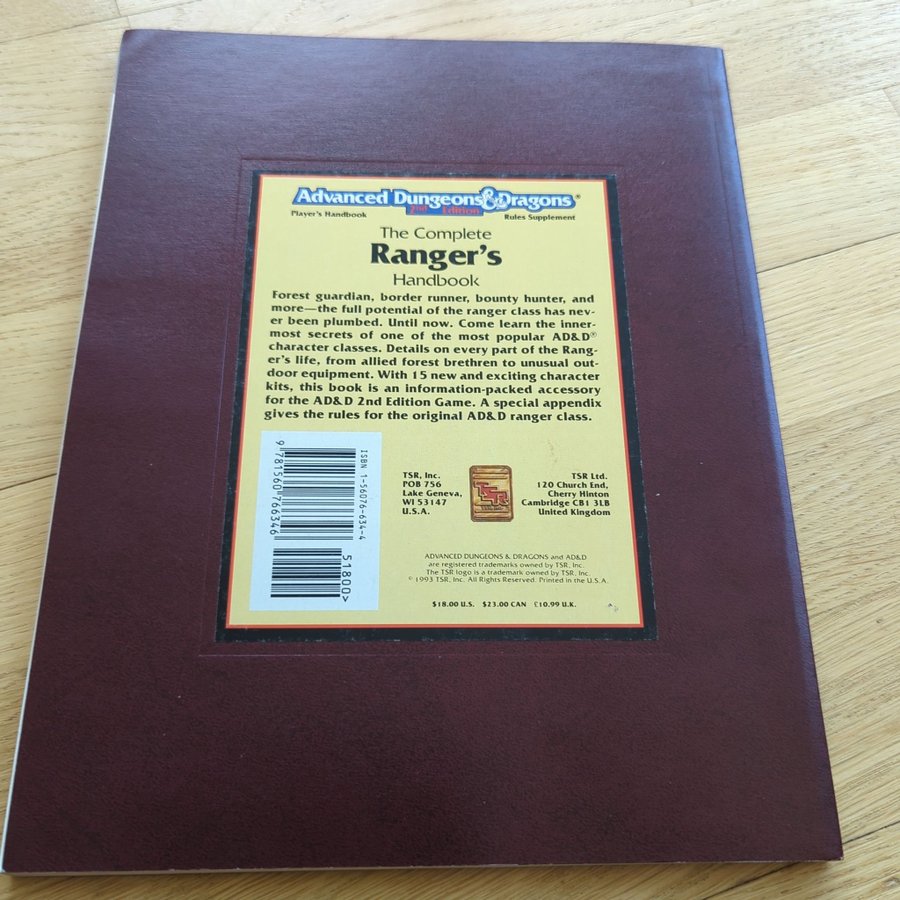 Advanced Dungeons & Dragons®
2nd Edition
Player's Handbook
Rules Supplement
The Complete
Ranger's
Handbook
Forest guardian, border runner, bounty hunter, and
more—the full potential of the ranger class has nev-
er been plumbed. Until now. Come learn the inner-
most secrets of one of the most popular AD&D®
character classes. Details on every part of the Rang-
er's life, from allied forest brethren to unusual out-
door equipment. With 15 new and exciting character
kits, this book is an information-packed accessory
for the AD&D 2nd Edition Game. A special appendix
gives the rules for the original AD&D ranger class.
ISBN 1-56076-634-4
9 781560 766346
51800>
TSR, Inc.
POB 756
Lake Geneva,
WI 53147
U.S.A.
TSR
TSR Ltd.
120 Church End,
Cherry Hinton
Cambridge CB1 3LB
United Kingdom
ADVANCED DUNGEONS & DRAGONS and AD&D
are registered trademarks owned by TSR, Inc.
The TSR logo is a trademark owned by TSR, Inc.
© 1993 TSR, Inc. All Rights Reserved. Printed in the U.S.A.
$18.00 U.S. $23.00 CAN £10.99 U.K.